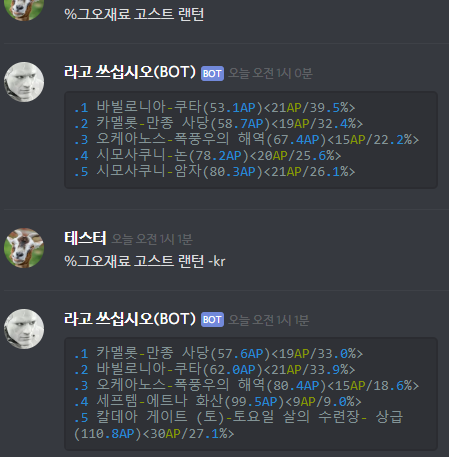 %그오재료 고스트 랜턴
라고 쓰십시오(BOT) BOT 오늘 오전 1시 0분
.1 바빌로니아-쿠타(53.1AP)<21AP/39.5%>
.2 카멜롯-만종 사당(58.7AP)<19AP/32.4%>
.3 오케아노스-폭풍우의 해역(67.4AP)<15AP/22.2%>
.4 시모사쿠니-논(78.2AP)<20AP/25.6%>
.5 시모사쿠니-암자(80.3AP)<21AP/26.1%>
테스터 오늘 오전 1시 1분
%그오재료 고스트 랜턴 -kr
라고 쓰십시오(BOT) BOT 오늘 오전 1시 1분
.1 카멜롯-만종 사당(57.6AP)<19AP/33.0%>
.2 바빌로니아-쿠타(62.0AP)<21AP/33.9%>
.3 오케아노스-폭풍우의 해역(80.4AP)<15AP/18.6%>
.4 세프템-에트나 화산(99.5AP)<9AP/9.0%>
.5 칼데아 게이트 (토)-토요일 살의 수련장- 상급
(110.8AP)<30AP/27.1%>